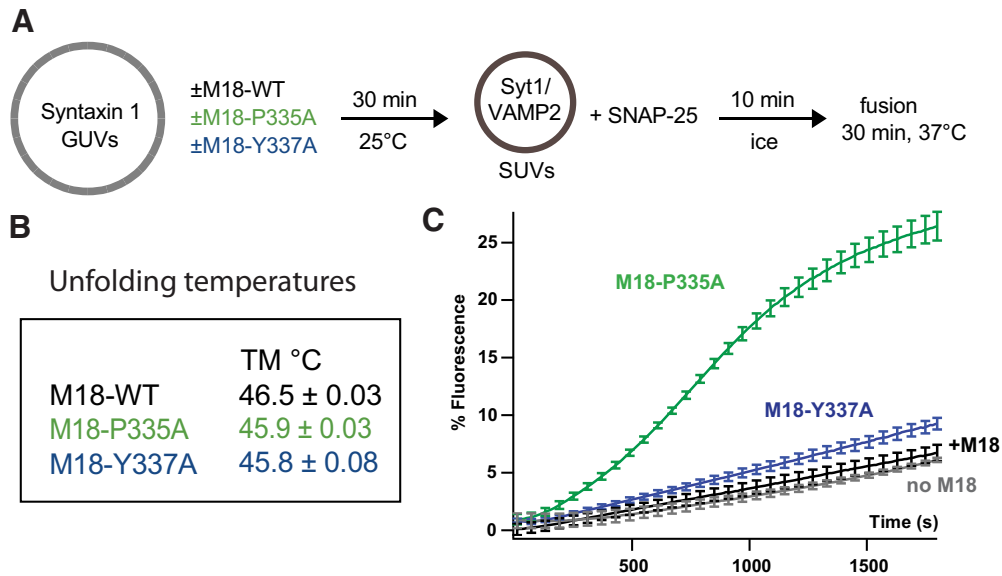 A
Syntaxin 1
GUVs
±M18-WT
±M18-P335A
±M18-Y337A
30 min
25°C
Syt1/
VAMP2
SUVs
+ SNAP-25
10 min
ice
fusion
30 min, 37°C
B
Unfolding temperatures
TM °C
M18-WT 46.5 ± 0.03
M18-P335A 45.9 ± 0.03
M18-Y337A 45.8 ± 0.08
C
% Fluorescence
25
20
15
10
5
0
M18-P335A
M18-Y337A
+M18
no M18
Time (s)
500 1000 1500